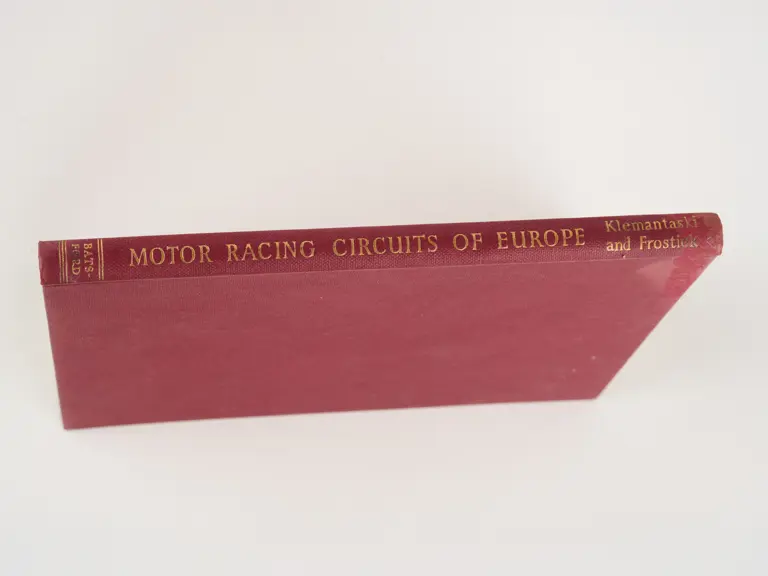 BATS-
FORD
MOTOR RACING CIRCUITS OF EUROPE
Klemantaski
and Frostick